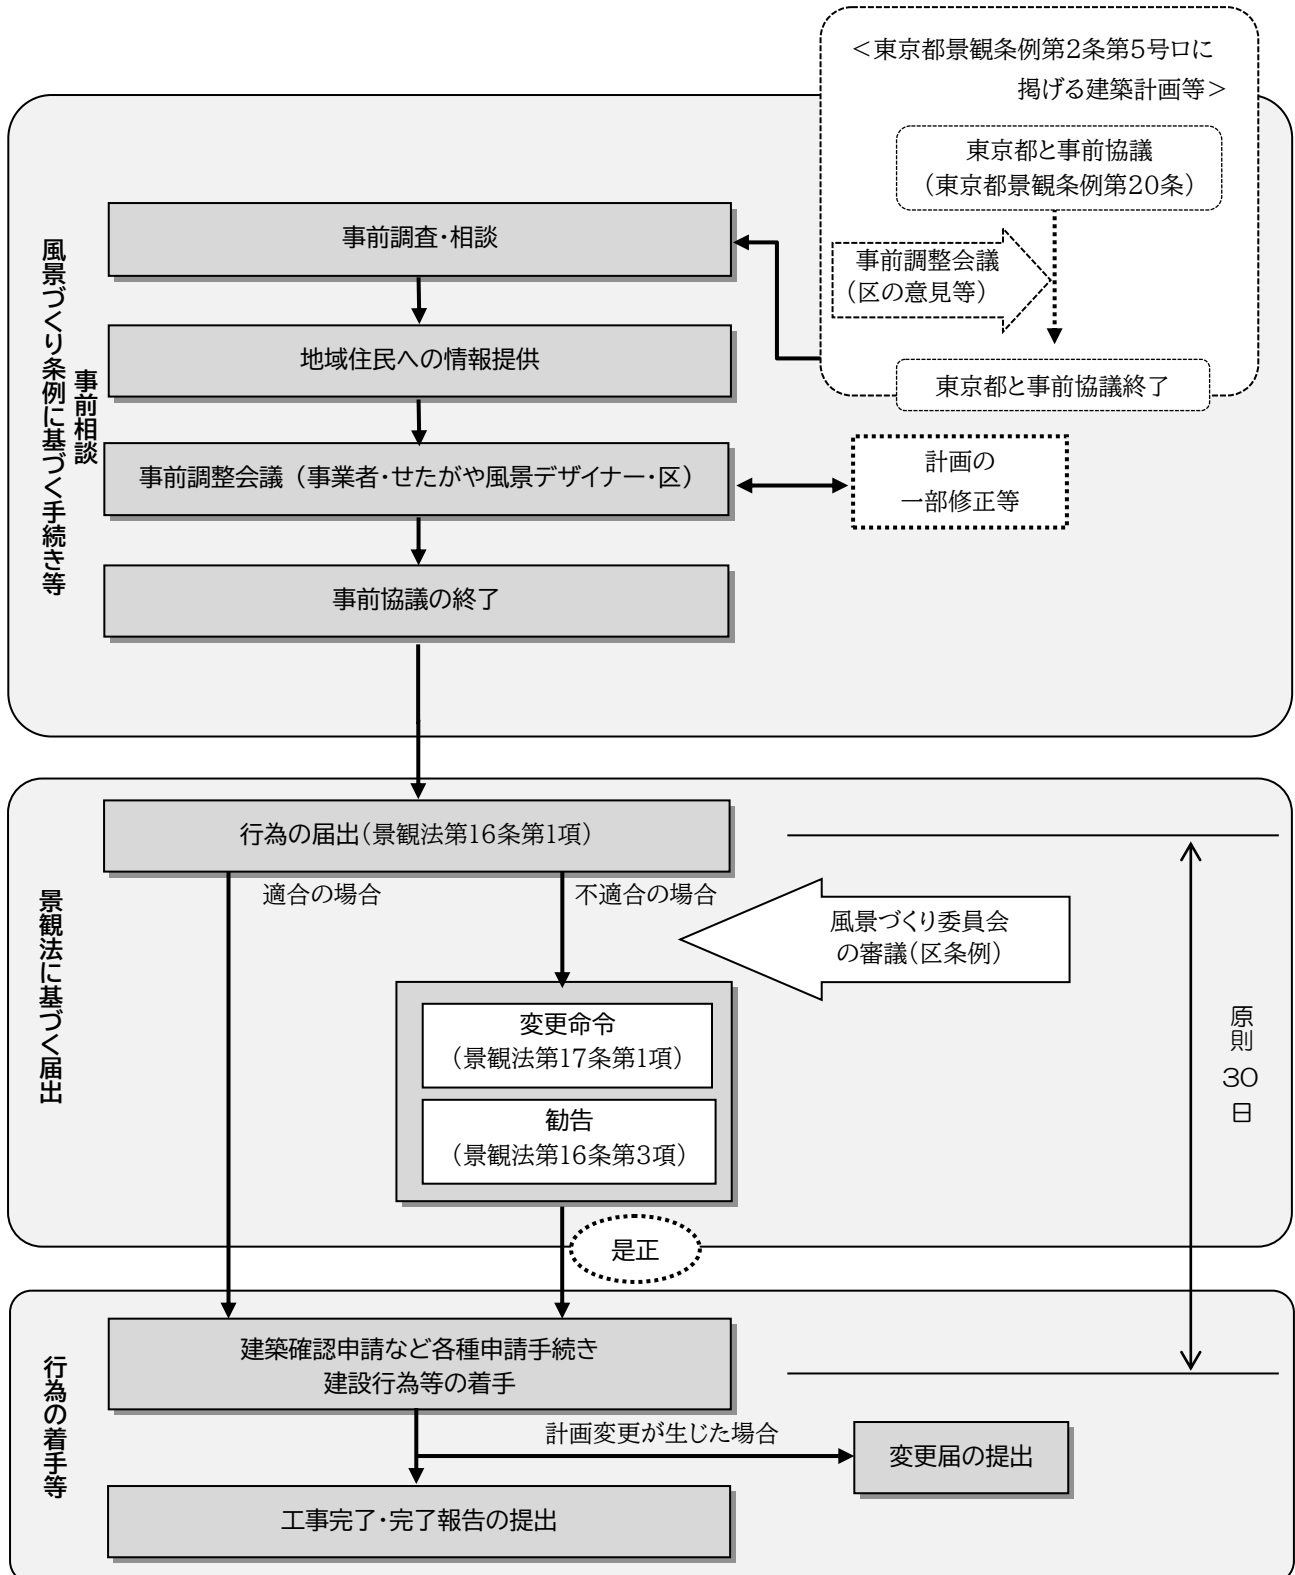 ＜東京都景観条例第2条第5号ロに
掲げる建築計画等＞
東京都と事前協議
（東京都景観条例第20条）
事前調整会議
（区の意見等）
東京都と事前協議終了
風景づくり条例に基づく手続き等
事前相談
事前調査・相談
地域住民への情報提供
事前調整会議（事業者・せたがや風景デザイナー・区）
計画の
一部修正等
事前協議の終了
景観法に基づく届出
行為の届出（景観法第16条第1項）
適合の場合
不適合の場合
風景づくり委員会
の審議（区条例）
変更命令
（景観法第17条第1項）
勧告
（景観法第16条第3項）
原則
30
日
是正
行為の着手等
建築確認申請など各種申請手続き
建設行為等の着手
計画変更が生じた場合
変更届の提出
工事完了・完了報告の提出